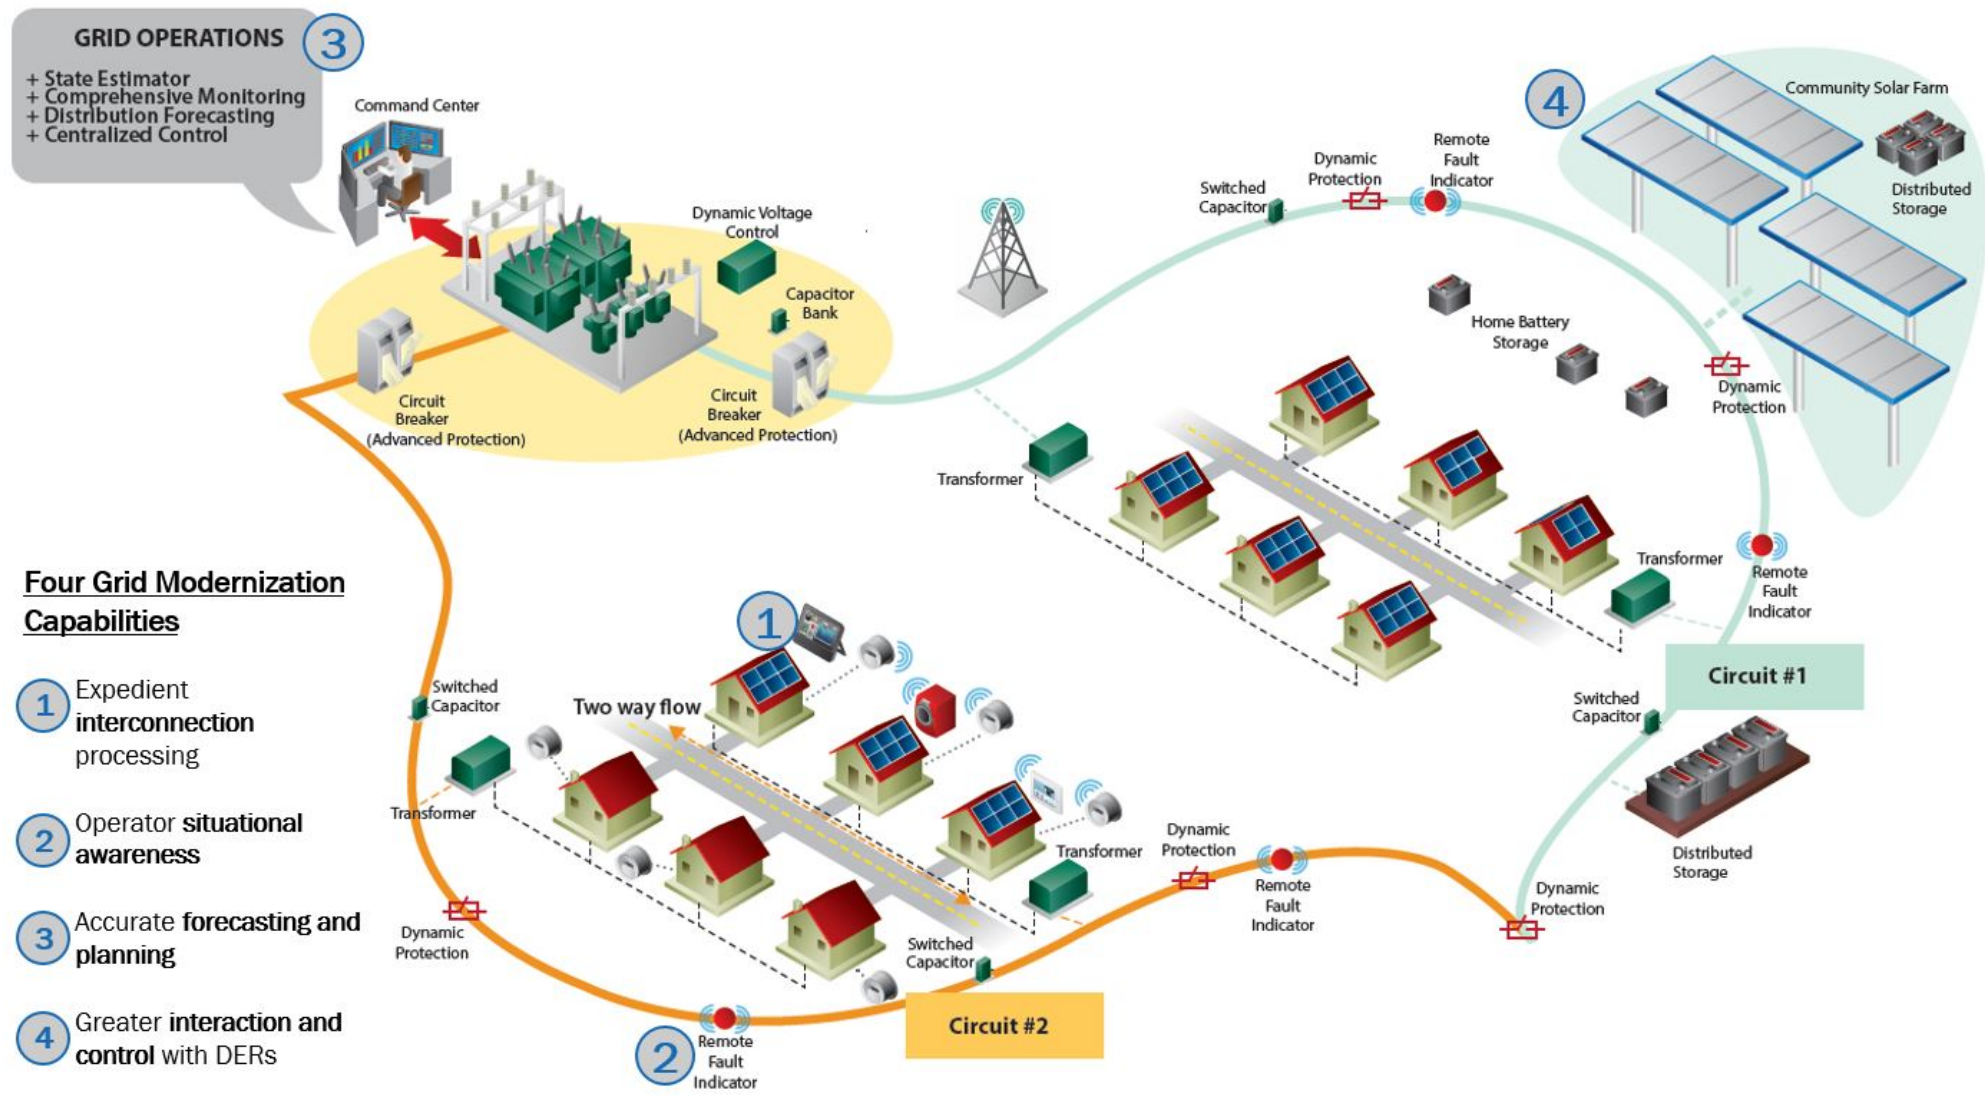 GRID OPERATIONS
3
+ State Estimator
+ Comprehensive Monitoring
+ Distribution Forecasting
+ Centralized Control
Command Center
Dynamic Voltage
Control
Capacitor
Bank
Circuit
Breaker
(Advanced Protection)
Circuit
Breaker
(Advanced Protection)
Switched
Capacitor
Dynamic
Protection
Remote
Fault
Indicator
4
Community Solar Farm
Distributed
Storage
Home Battery
Storage
Dynamic
Protection
Transformer
Transformer
Remote
Fault
Indicator
Circuit #1
Switched
Capacitor
Distributed
Storage
Dynamic
Protection
Four Grid Modernization
Capabilities
1
Expedient
interconnection
processing
2
Operator situational
awareness
3
Accurate forecasting and
planning
4
Greater interaction and
control with DERs
1
Two way flow
Switched
Capacitor
Transformer
Dynamic
Protection
Transformer
Dynamic
Protection
Remote
Fault
Indicator
Switched
Capacitor
Circuit #2
2
Remote
Fault
Indicator